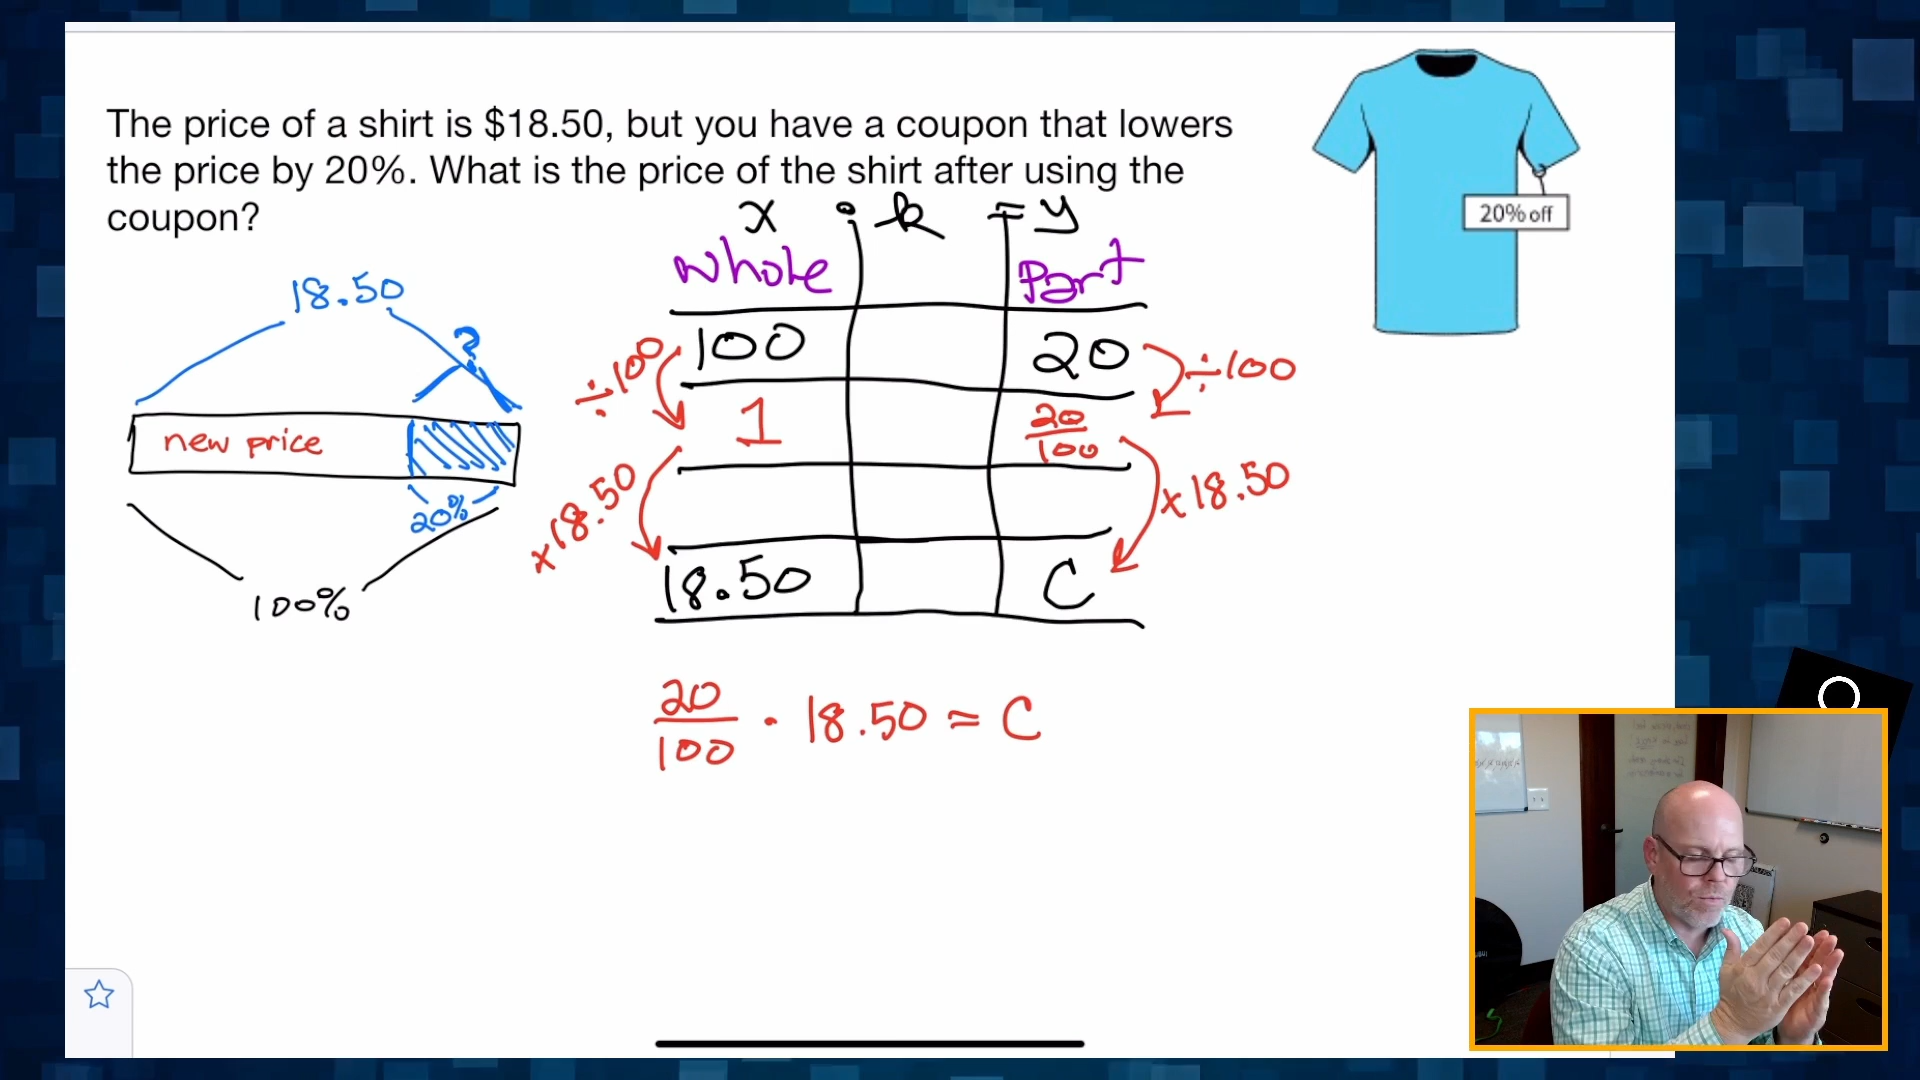 The price of a shirt is $18.50, but you have a coupon that lowers
the price by 20%. What is the price of the shirt after using the
coupon?
20% off
x • k = y
whole Part
100 20
÷100 ÷100
1 20/100
×18.50 ×18.50
18.50 C
18.50
?
new price
20%
100%
20/100 · 18.50 = C